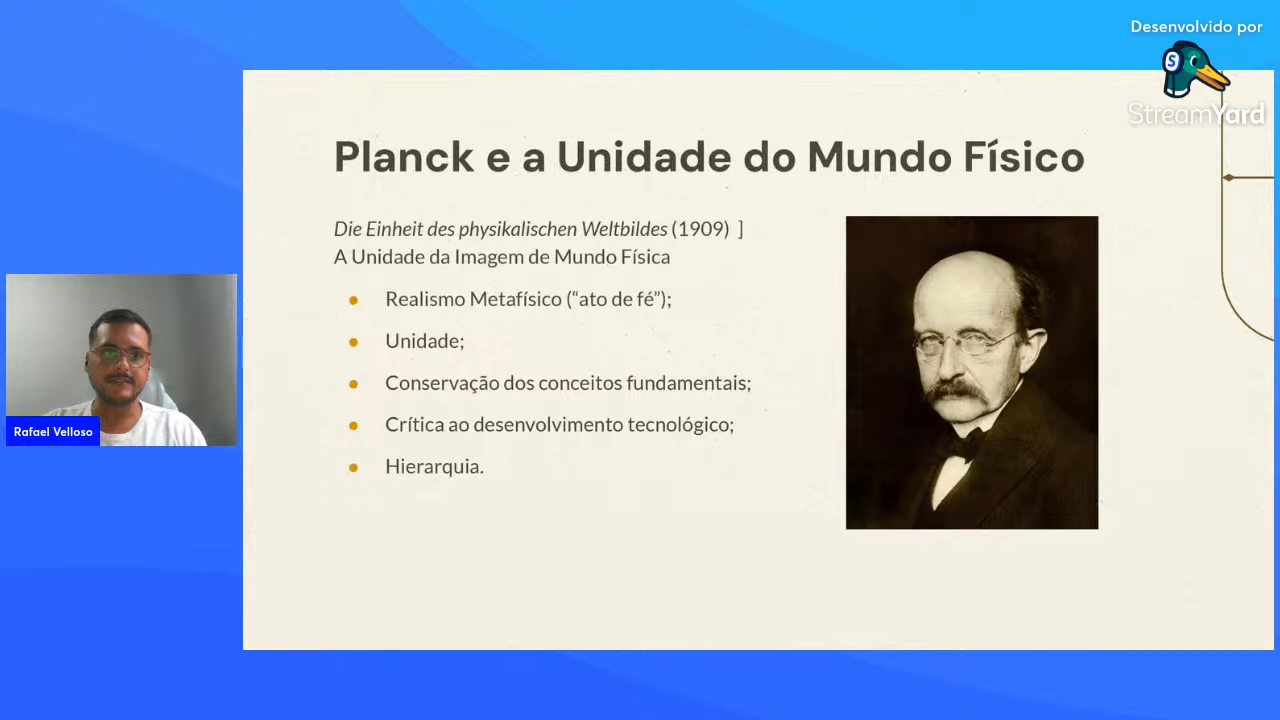 Desenvolvido por
S
StreamYard
Planck e a Unidade do Mundo Físico
Die Einheit des physikalischen Weltbildes (1909) ]
A Unidade da Imagem de Mundo Física
Realismo Metafísico (“ato de fé”);
Unidade;
Conservação dos conceitos fundamentais;
Crítica ao desenvolvimento tecnológico;
Hierarquia.
Rafael Velloso